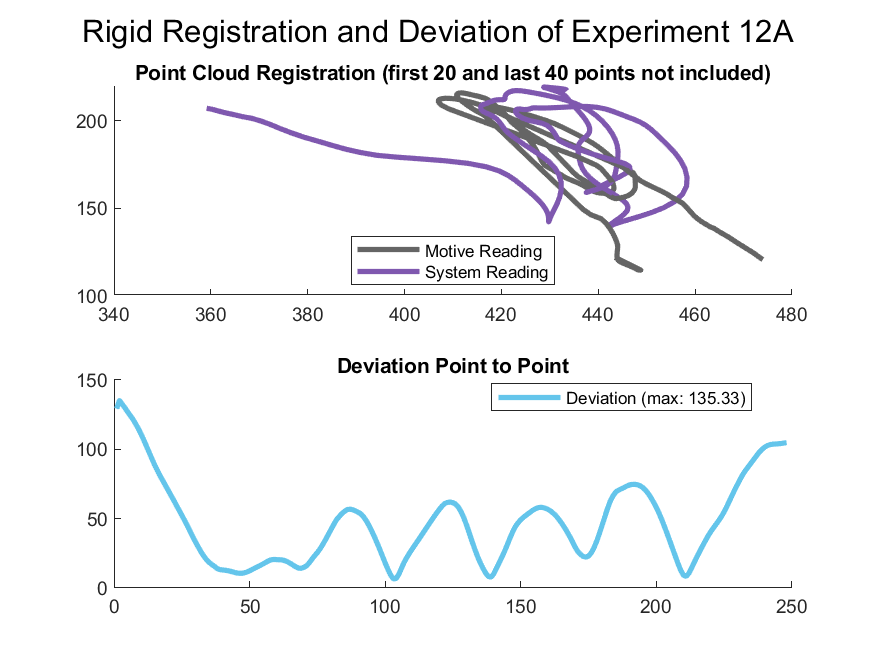 Rigid Registration and Deviation of Experiment 12A
Point Cloud Registration (first 20 and last 40 points not included)
200
150
100
Motive Reading
System Reading
340 360 380 400 420 440 460 480
Deviation Point to Point
150
100
50
0
Deviation (max: 135.33)
0 50 100 150 200 250